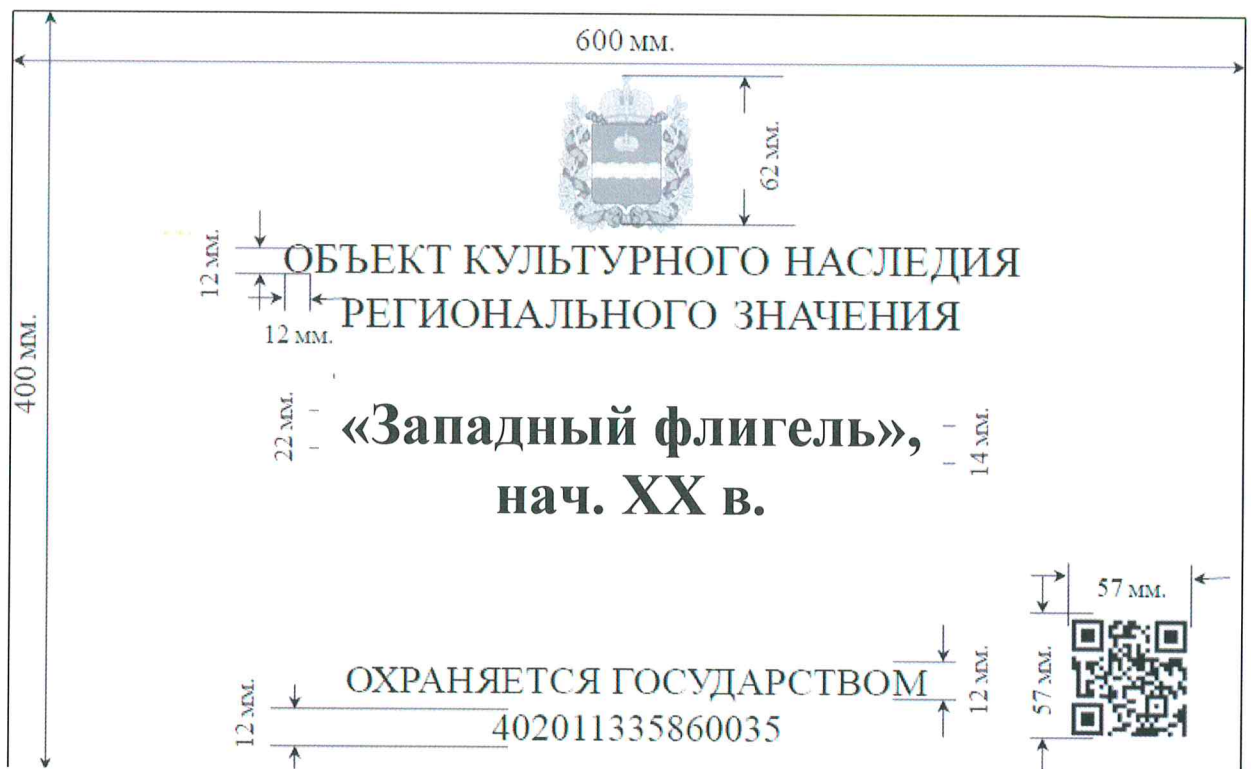 600 мм.
62 мм.
12 мм.
ОБЪЕКТ КУЛЬТУРНОГО НАСЛЕДИЯ
РЕГИОНАЛЬНОГО ЗНАЧЕНИЯ
12 мм.
400 мм.
22 мм.
«Западный флигель»,
14 мм.
нач. XX в.
57 мм.
57 мм.
ОХРАНЯЕТСЯ ГОСУДАРСТВОМ
12 мм.
12 мм.
402011335860035